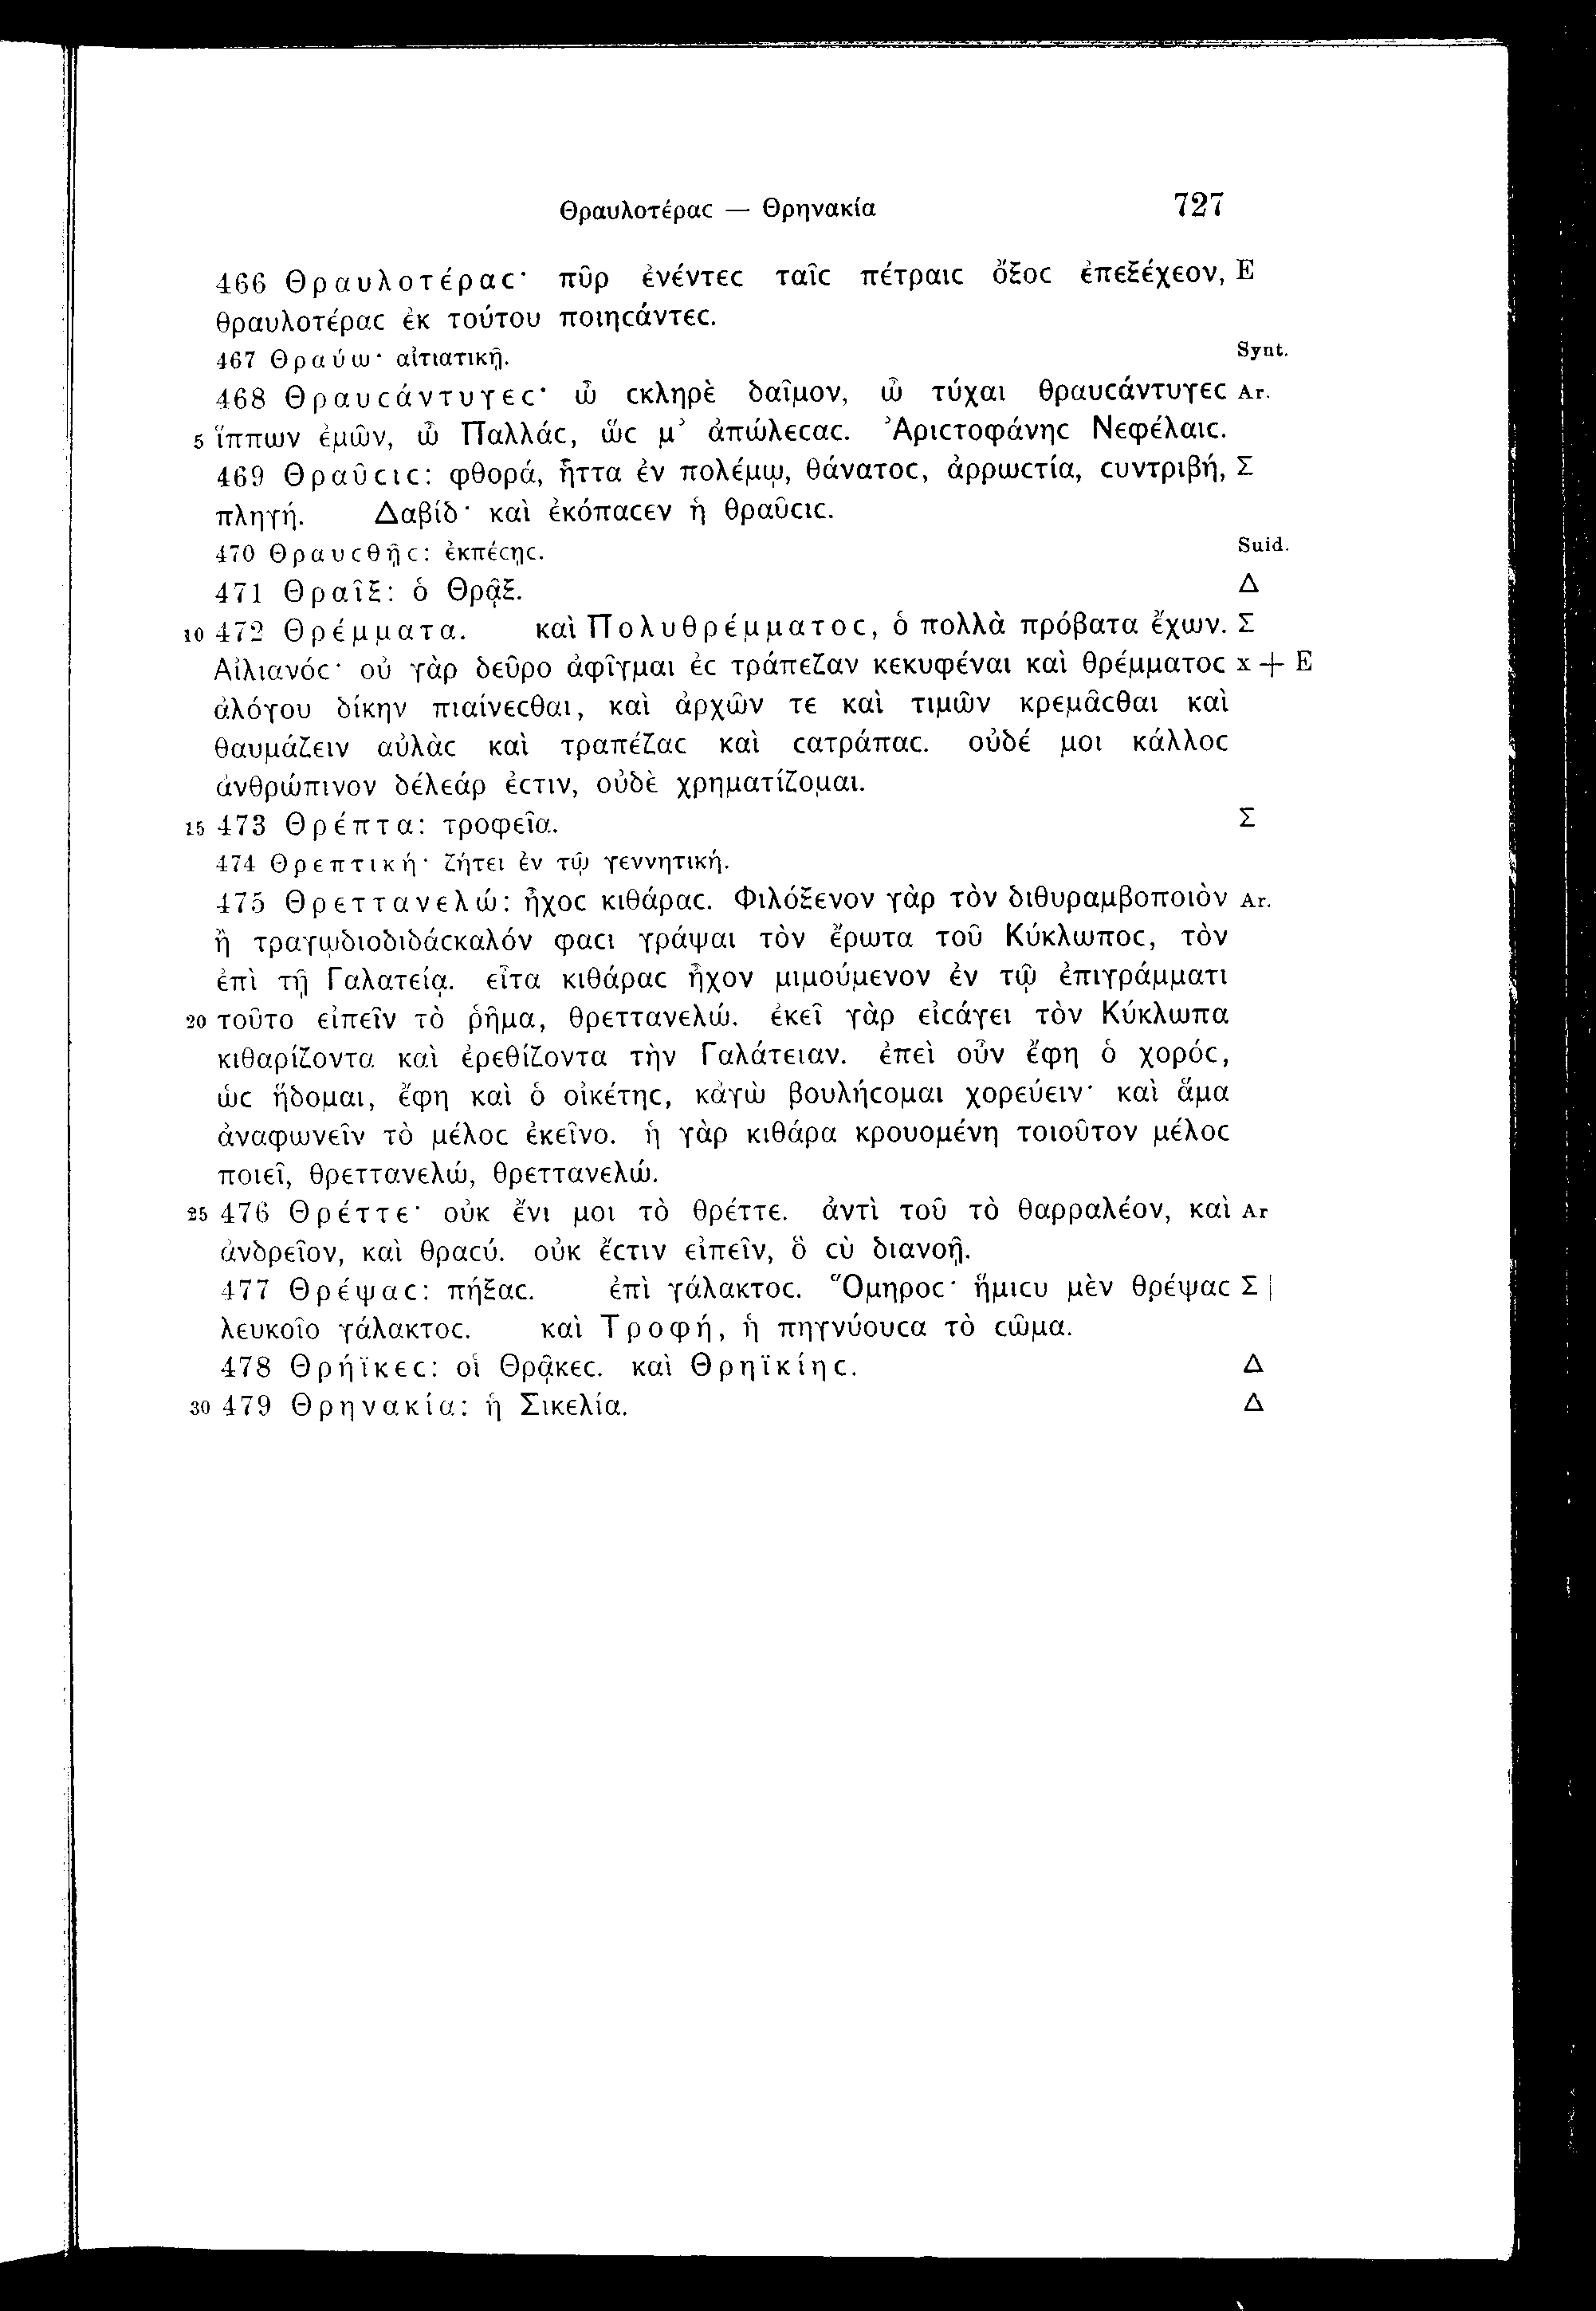 Θραυλοτέραϲ — Θρηνακία 727
466 Θραυλοτέραϲ· πῦρ ἐνέντεϲ ταῖϲ πέτραιϲ ὄξοϲ ἐπεξέχεον, E
θραυλοτέραϲ ἐκ τούτου ποιηϲάντεϲ.
467 Θραύω· αἰτιατικῇ. Synt.
468 Θραυϲάντυγεϲ· ὦ ϲκληρὲ δαῖμον, ὦ τύχαι θραυϲάντυγεϲ Ar.
5 ἵππων ἐμῶν, ὦ Παλλάϲ, ὥϲ μ’ ἀπώλεϲαϲ. Ἀριϲτοφάνηϲ Νεφέλαιϲ.
469 Θραῦϲιϲ: φθορά, ἧττα ἐν πολέμῳ, θάνατοϲ, ἀρρωϲτία, ϲυντριβή, Σ
πληγή. Δαβίδ· καὶ ἐκόπαϲεν ἡ θραῦϲιϲ.
470 Θραυϲθῇϲ: ἐκπέϲῃϲ. Suid.
471 Θραῖξ: ὁ Θρᾷξ. Δ
10 472 Θρέμματα. καὶ Πολυθρέμματοϲ, ὁ πολλὰ πρόβατα ἔχων. Σ
Αἰλιανόϲ· οὐ γὰρ δεῦρο ἀφῖγμαι ἐϲ τράπεζαν κεκυφέναι καὶ θρέμματοϲ x + E
ἀλόγου δίκην πιαίνεϲθαι, καὶ ἀρχῶν τε καὶ τιμῶν κρεμᾶϲθαι καὶ
θαυμάζειν αὐλὰϲ καὶ τραπέζαϲ καὶ ϲατράπαϲ. οὐδέ μοι κάλλοϲ
ἀνθρώπινον δέλεάρ ἐϲτιν, οὐδὲ χρηματίζομαι.
15 473 Θρέπτα: τροφεῖα. Σ
474 Θρεπτική· ζήτει ἐν τῷ γεννητική.
475 Θρεττανελώ: ἦχοϲ κιθάραϲ. Φιλόξενον γὰρ τὸν διθυραμβοποιὸν Ar.
ἢ τραγῳδιοδιδάϲκαλόν φαϲι γράψαι τὸν ἔρωτα τοῦ Κύκλωποϲ, τὸν
ἐπὶ τῇ Γαλατείᾳ. εἶτα κιθάραϲ ἦχον μιμούμενον ἐν τῷ ἐπιγράμματι
20 τοῦτο εἰπεῖν τὸ ῥῆμα, θρεττανελώ. ἐκεῖ γὰρ εἰϲάγει τὸν Κύκλωπα
κιθαρίζοντα καὶ ἐρεθίζοντα τὴν Γαλάτειαν. ἐπεὶ οὖν ἔφη ὁ χορόϲ,
ὡϲ ἥδομαι, ἔφη καὶ ὁ οἰκέτηϲ, κἀγὼ βουλήϲομαι χορεύειν· καὶ ἅμα
ἀναφωνεῖν τὸ μέλοϲ ἐκεῖνο. ἡ γὰρ κιθάρα κρουομένη τοιοῦτον μέλοϲ
ποιεῖ, θρεττανελώ, θρεττανελώ.
25 476 Θρέττε· οὐκ ἔνι μοι τὸ θρέττε. ἀντὶ τοῦ τὸ θαρραλέον, καὶ Ar
ἀνδρεῖον, καὶ θραϲύ. οὐκ ἔϲτιν εἰπεῖν, ὃ ϲὺ διανοῇ.
477 Θρέψαϲ: πήξαϲ. ἐπὶ γάλακτοϲ. Ὅμηροϲ· ἥμιϲυ μὲν θρέψαϲ Σ |
λευκοῖο γάλακτοϲ. καὶ Τροφή, ἡ πηγνύουϲα τὸ ϲῶμα.
478 Θρήϊκεϲ: οἱ Θρᾷκεϲ. καὶ Θρηϊκίηϲ. Δ
30 479 Θρηνακία: ἡ Σικελία. Δ